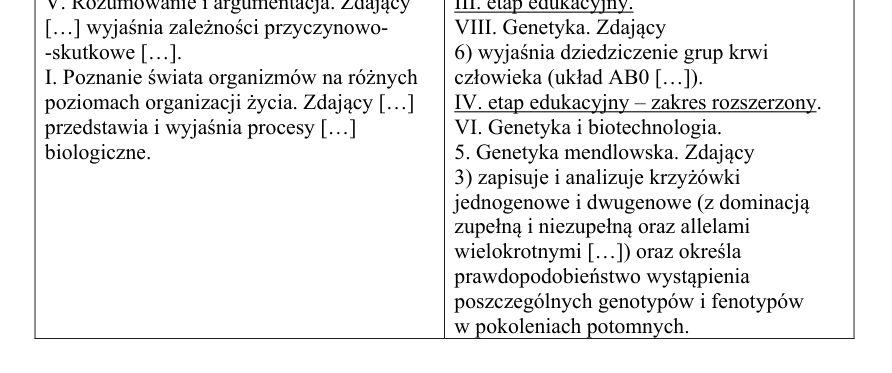 V. Rozumowanie i argumentacja. Zdający
[…] wyjaśnia zależności przyczynowo-
-skutkowe […].
I. Poznanie świata organizmów na różnych
poziomach organizacji życia. Zdający […]
przedstawia i wyjaśnia procesy […]
biologiczne.
III. etap edukacyjny.
VIII. Genetyka. Zdający
6) wyjaśnia dziedziczenie grup krwi
człowieka (układ AB0 […]).
IV. etap edukacyjny – zakres rozszerzony.
VI. Genetyka i biotechnologia.
5. Genetyka mendlowska. Zdający
3) zapisuje i analizuje krzyżówki
jednogenowe i dwugenowe (z dominacją
zupełną i niezupełną oraz allelami
wielokrotnymi […]) oraz określa
prawdopodobieństwo wystąpienia
poszczególnych genotypów i fenotypów
w pokoleniach potomnych.